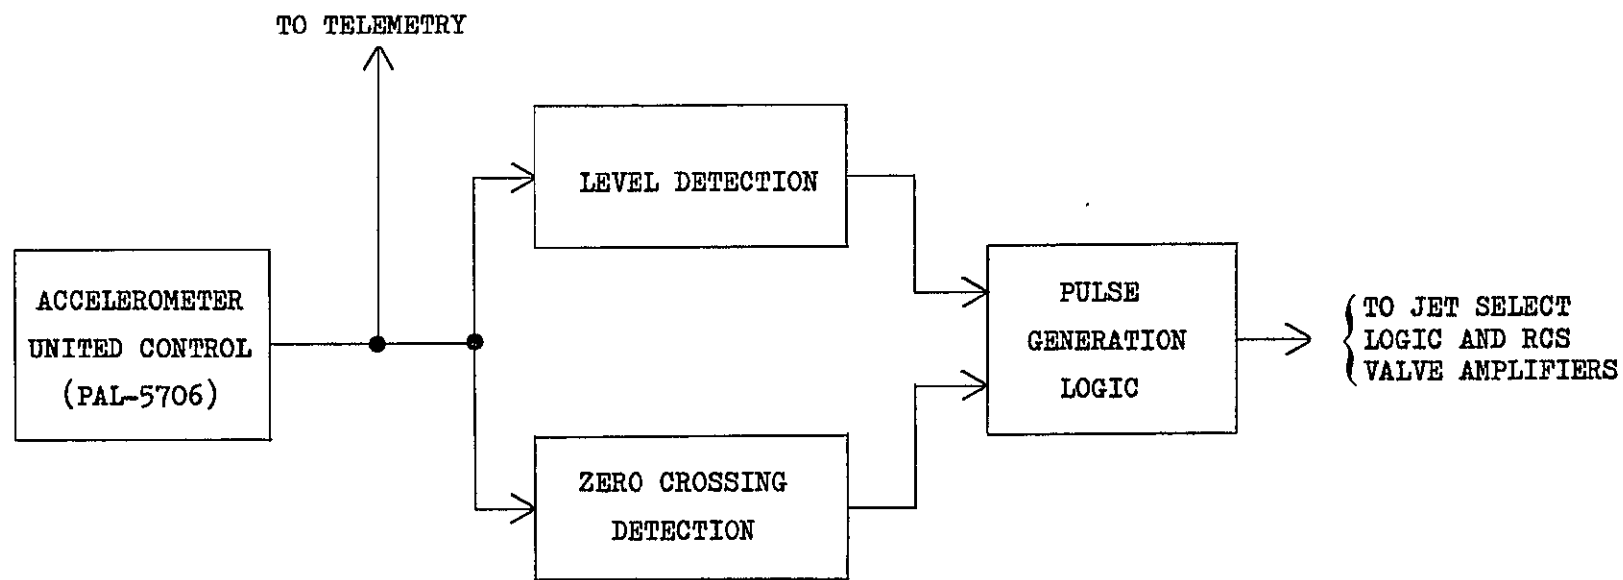 TO TELEMETRY
LEVEL DETECTION
ACCELEROMETER
UNITED CONTROL
(PAL-5706)
PULSE
GENERATION
LOGIC
TO JET SELECT
LOGIC AND RCS
VALVE AMPLIFIERS
ZERO CROSSING
DETECTION